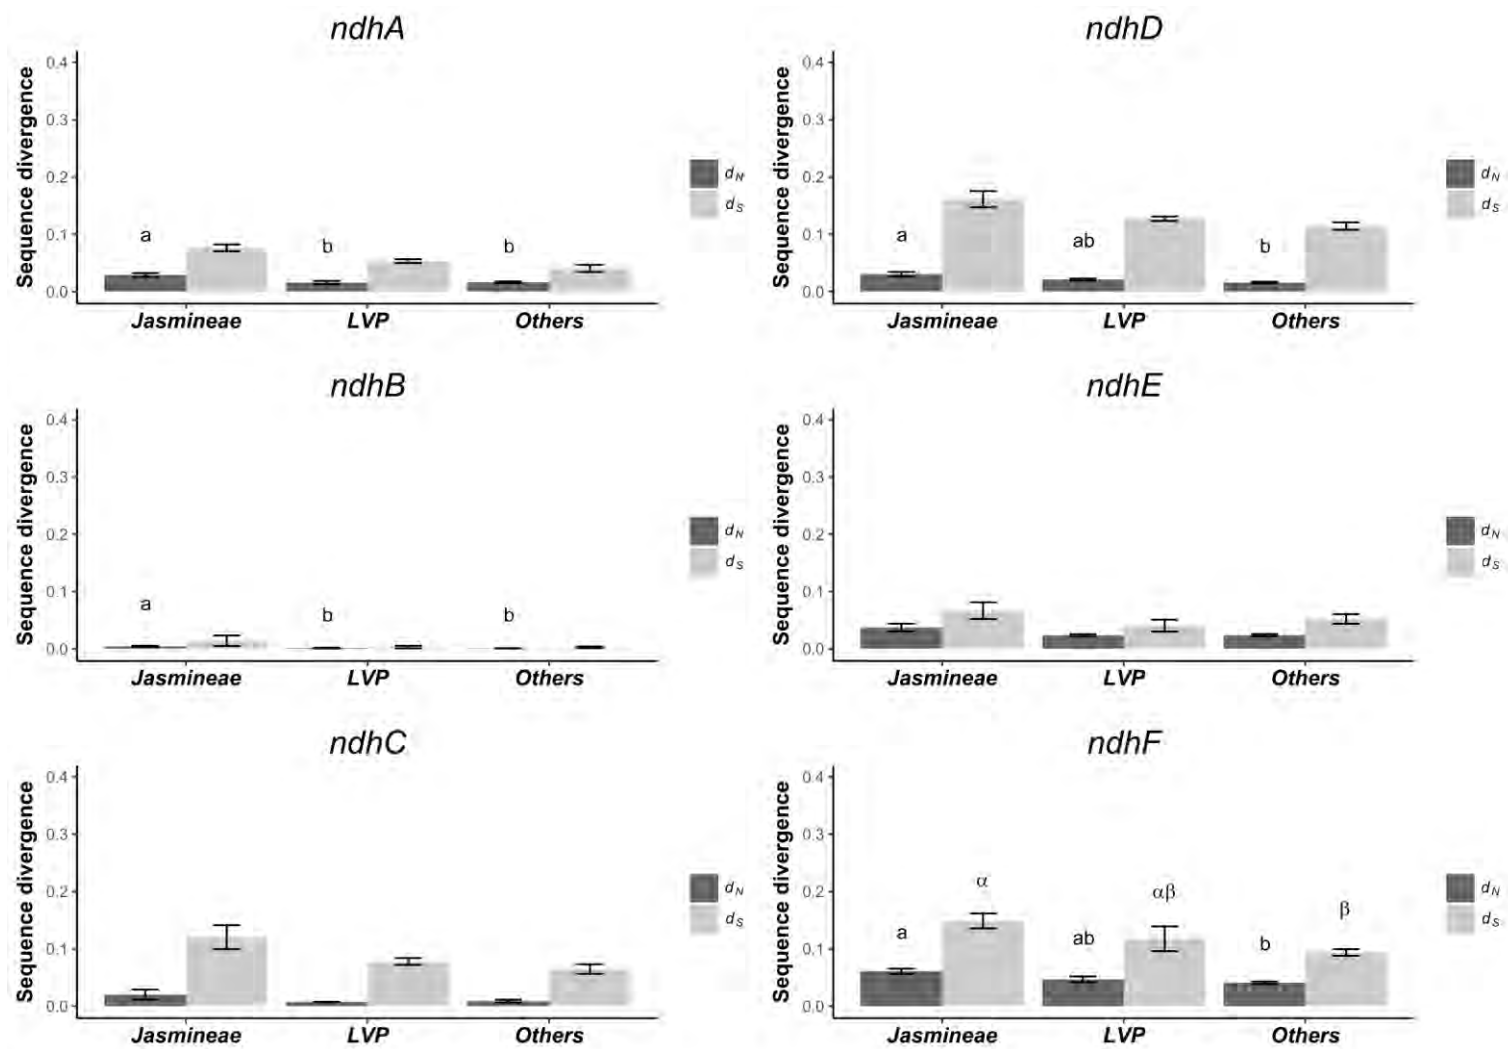 ndhA
Sequence divergence
0.4
0.3
0.2
0.1
0.0
a
b
b
Jasmineae LVP Others
dN
dS
ndhD
Sequence divergence
0.4
0.3
0.2
0.1
0.0
a
ab
b
Jasmineae LVP Others
dN
dS
ndhB
Sequence divergence
0.4
0.3
0.2
0.1
0.0
a
b
b
Jasmineae LVP Others
dN
dS
ndhE
Sequence divergence
0.4
0.3
0.2
0.1
0.0
Jasmineae LVP Others
dN
dS
ndhC
Sequence divergence
0.4
0.3
0.2
0.1
0.0
Jasmineae LVP Others
dN
dS
ndhF
Sequence divergence
0.4
0.3
0.2
0.1
0.0
a
α
ab
αβ
b
β
Jasmineae LVP Others
dN
dS